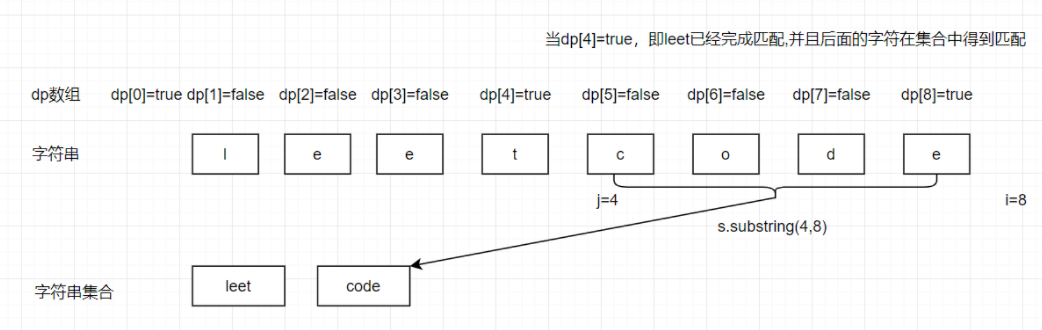 当dp[4]=true，即leet已经完成匹配,并且后面的字符在集合中得到匹配
dp数组 dp[0]=true dp[1]=false dp[2]=false dp[3]=false dp[4]=true dp[5]=false dp[6]=false dp[7]=false dp[8]=true
字符串 l e e t c o d e
j=4 i=8
s.substring(4,8)
字符串集合 leet code